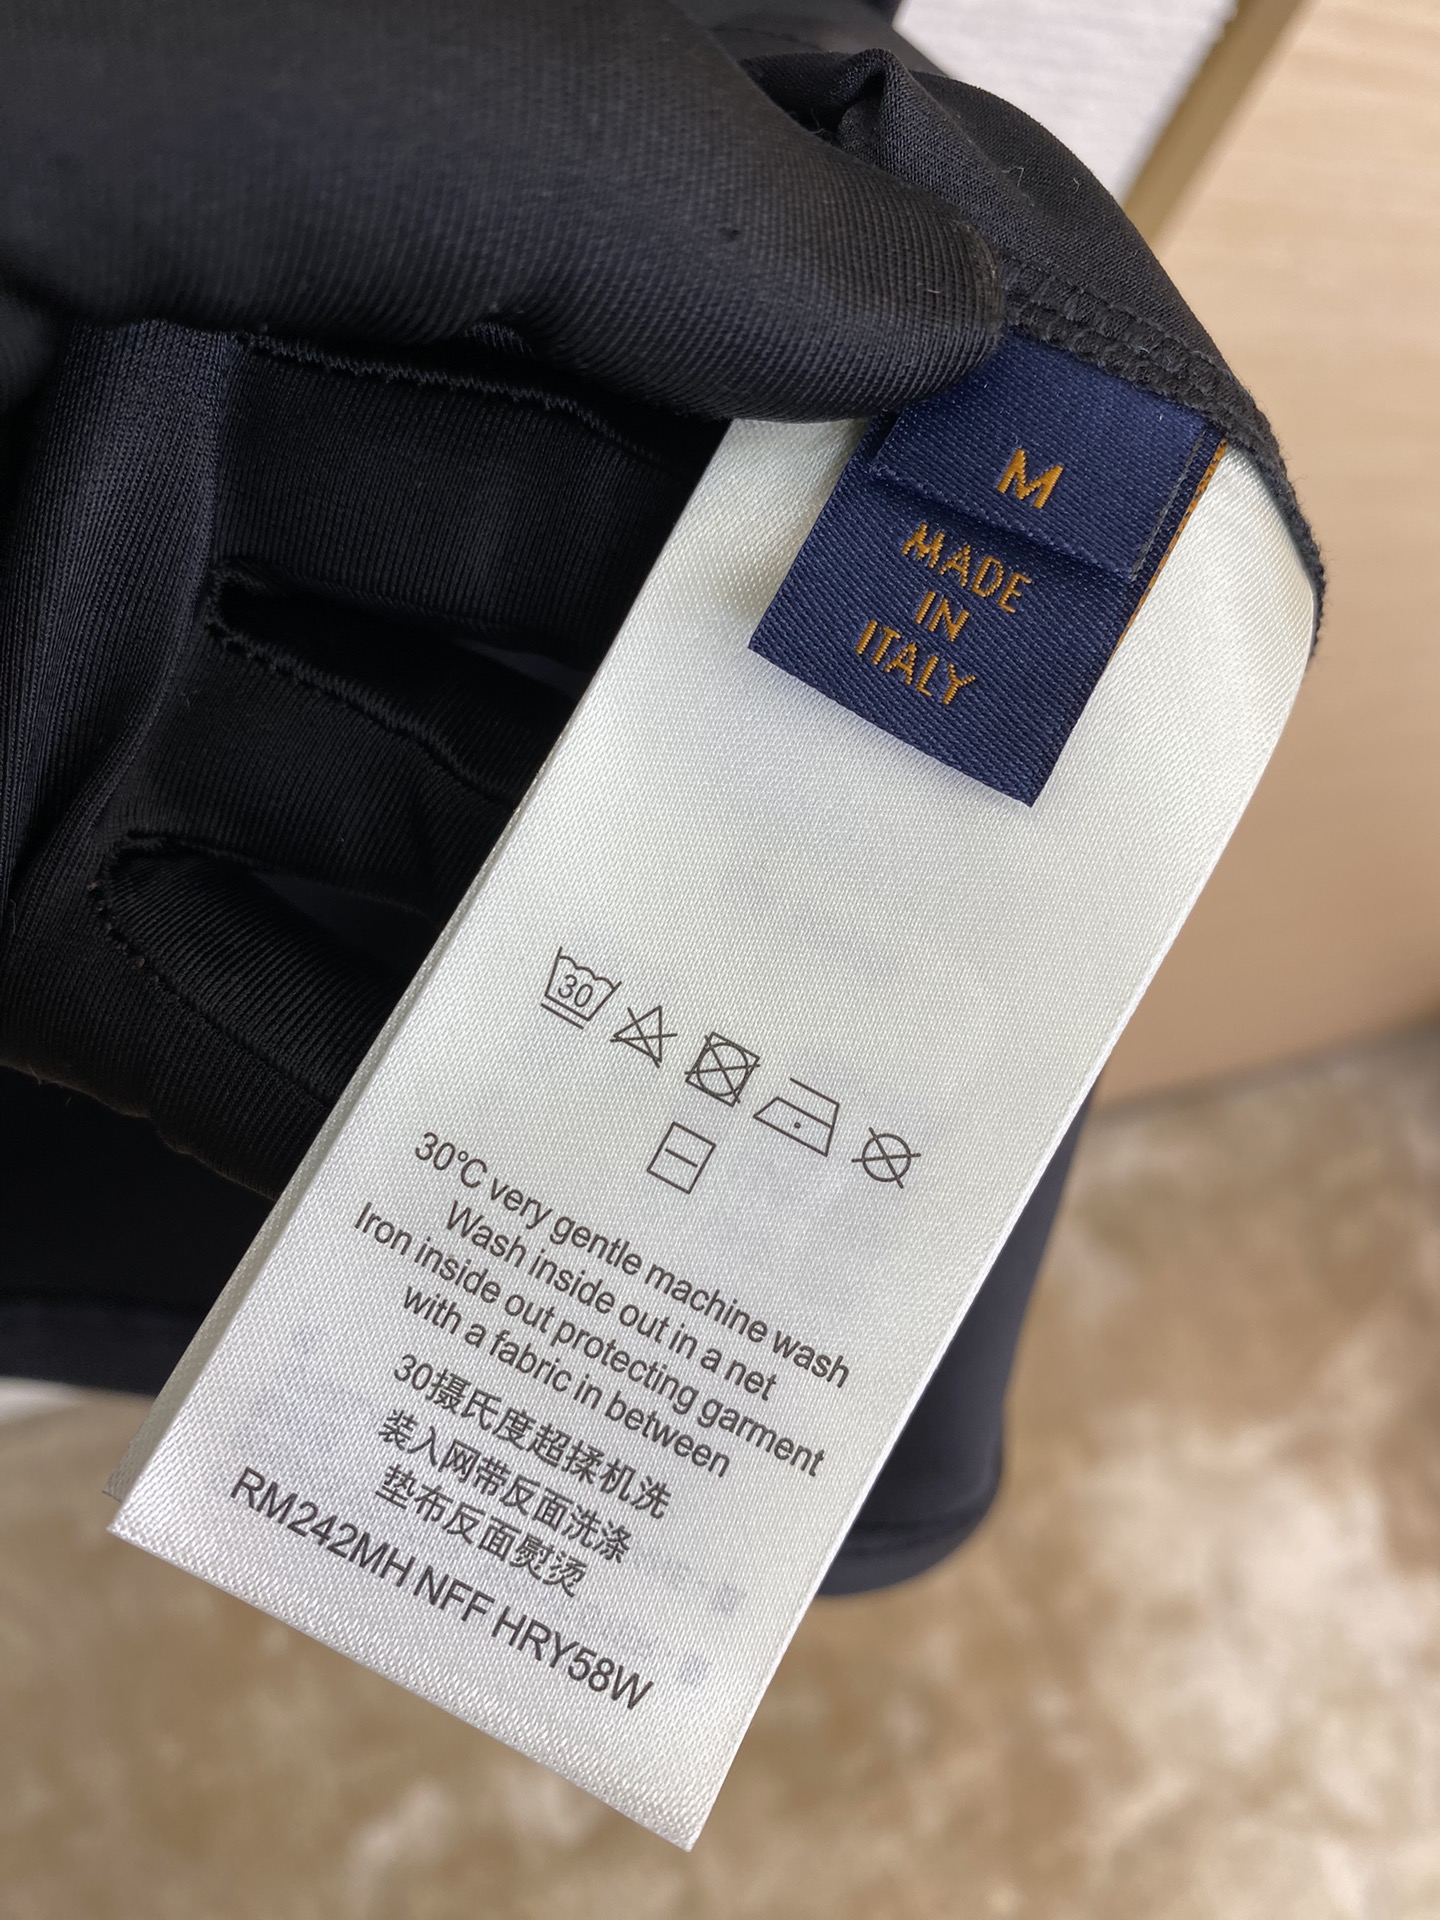 M
MADE
IN
ITALY
30
30°C very gentle machine wash
Wash inside out in a net
Iron inside out protecting garment
with a fabric in between
30摄氏度超揉机洗
装入网带反面洗涤
垫布反面熨烫
RM242MH NFF HRY58W